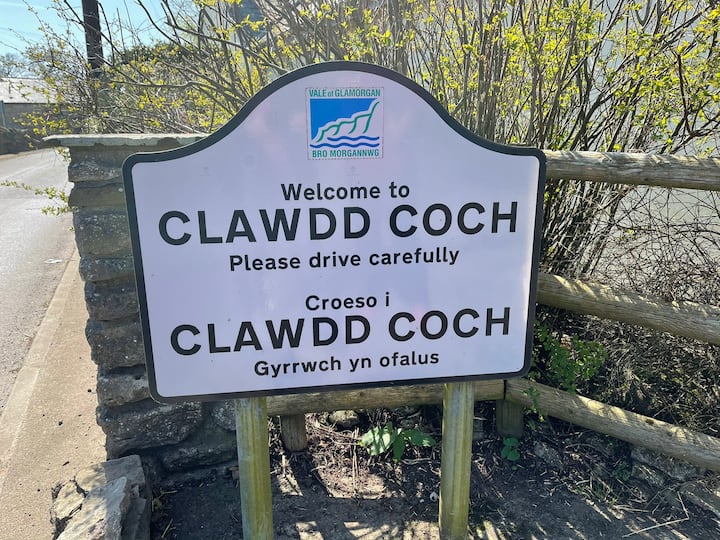 VALE of GLAMORGAN
BRO MORGANNWG
Welcome to
CLAWDD COCH
Please drive carefully
Croeso i
CLAWDD COCH
Gyrrwch yn ofalus